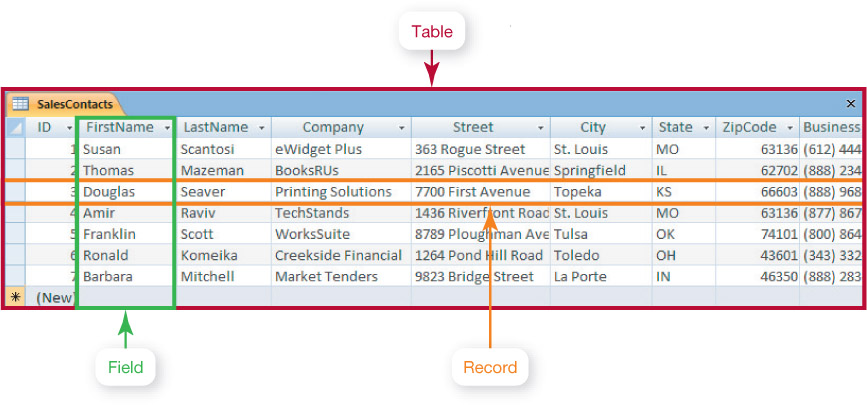 Table
SalesContacts
ID FirstName LastName Company Street City State ZipCode Business
1 Susan Scantosi eWidget Plus 363 Rogue Street St. Louis MO 63136 (612) 444
2 Thomas Mazeman BooksRUs 2165 Piscotti Avenue Springfield IL 62702 (888) 234
3 Douglas Seaver Printing Solutions 7700 First Avenue Topeka KS 66603 (888) 968
4 Amir Raviv TechStands 1436 Riverfront Road St. Louis MO 63136 (877) 867
5 Franklin Scott WorksSuite 8789 Ploughman Ave Tulsa OK 74101 (800) 864
6 Ronald Komeika Creekside Financial 1264 Pond Hill Road Toledo OH 43601 (343) 332
7 Barbara Mitchell Market Tenders 9823 Bridge Street La Porte IN 46350 (888) 283
(New)
Field Record